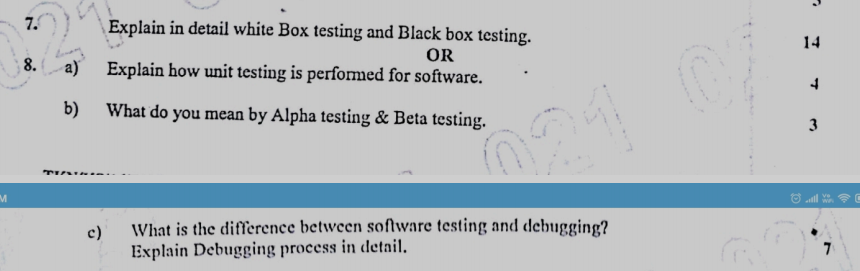 7. Explain in detail white Box testing and Black box testing. 14
OR
8. a) Explain how unit testing is performed for software. 4
b) What do you mean by Alpha testing & Beta testing. 3
c) What is the difference between software testing and debugging?
Explain Debugging process in detail. 7